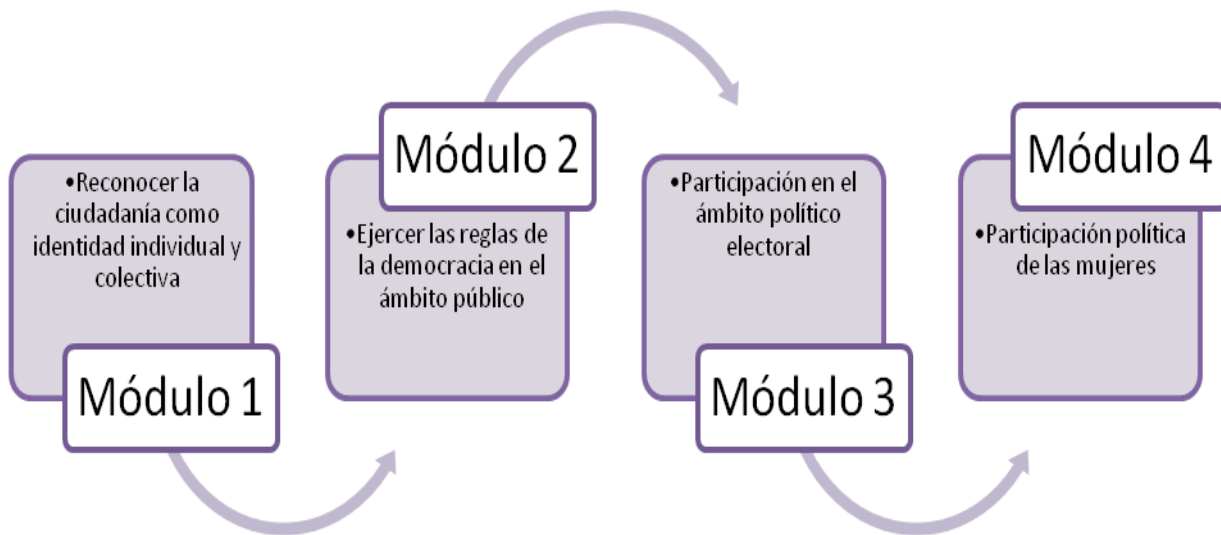 •Reconocer la
ciudadanía como
identidad individual y
colectiva
Módulo 1
Módulo 2
•Ejercer las reglas de
la democracia en el
ámbito público
•Participación en el
ámbito político
electoral
Módulo 3
Módulo 4
•Participación política
de las mujeres